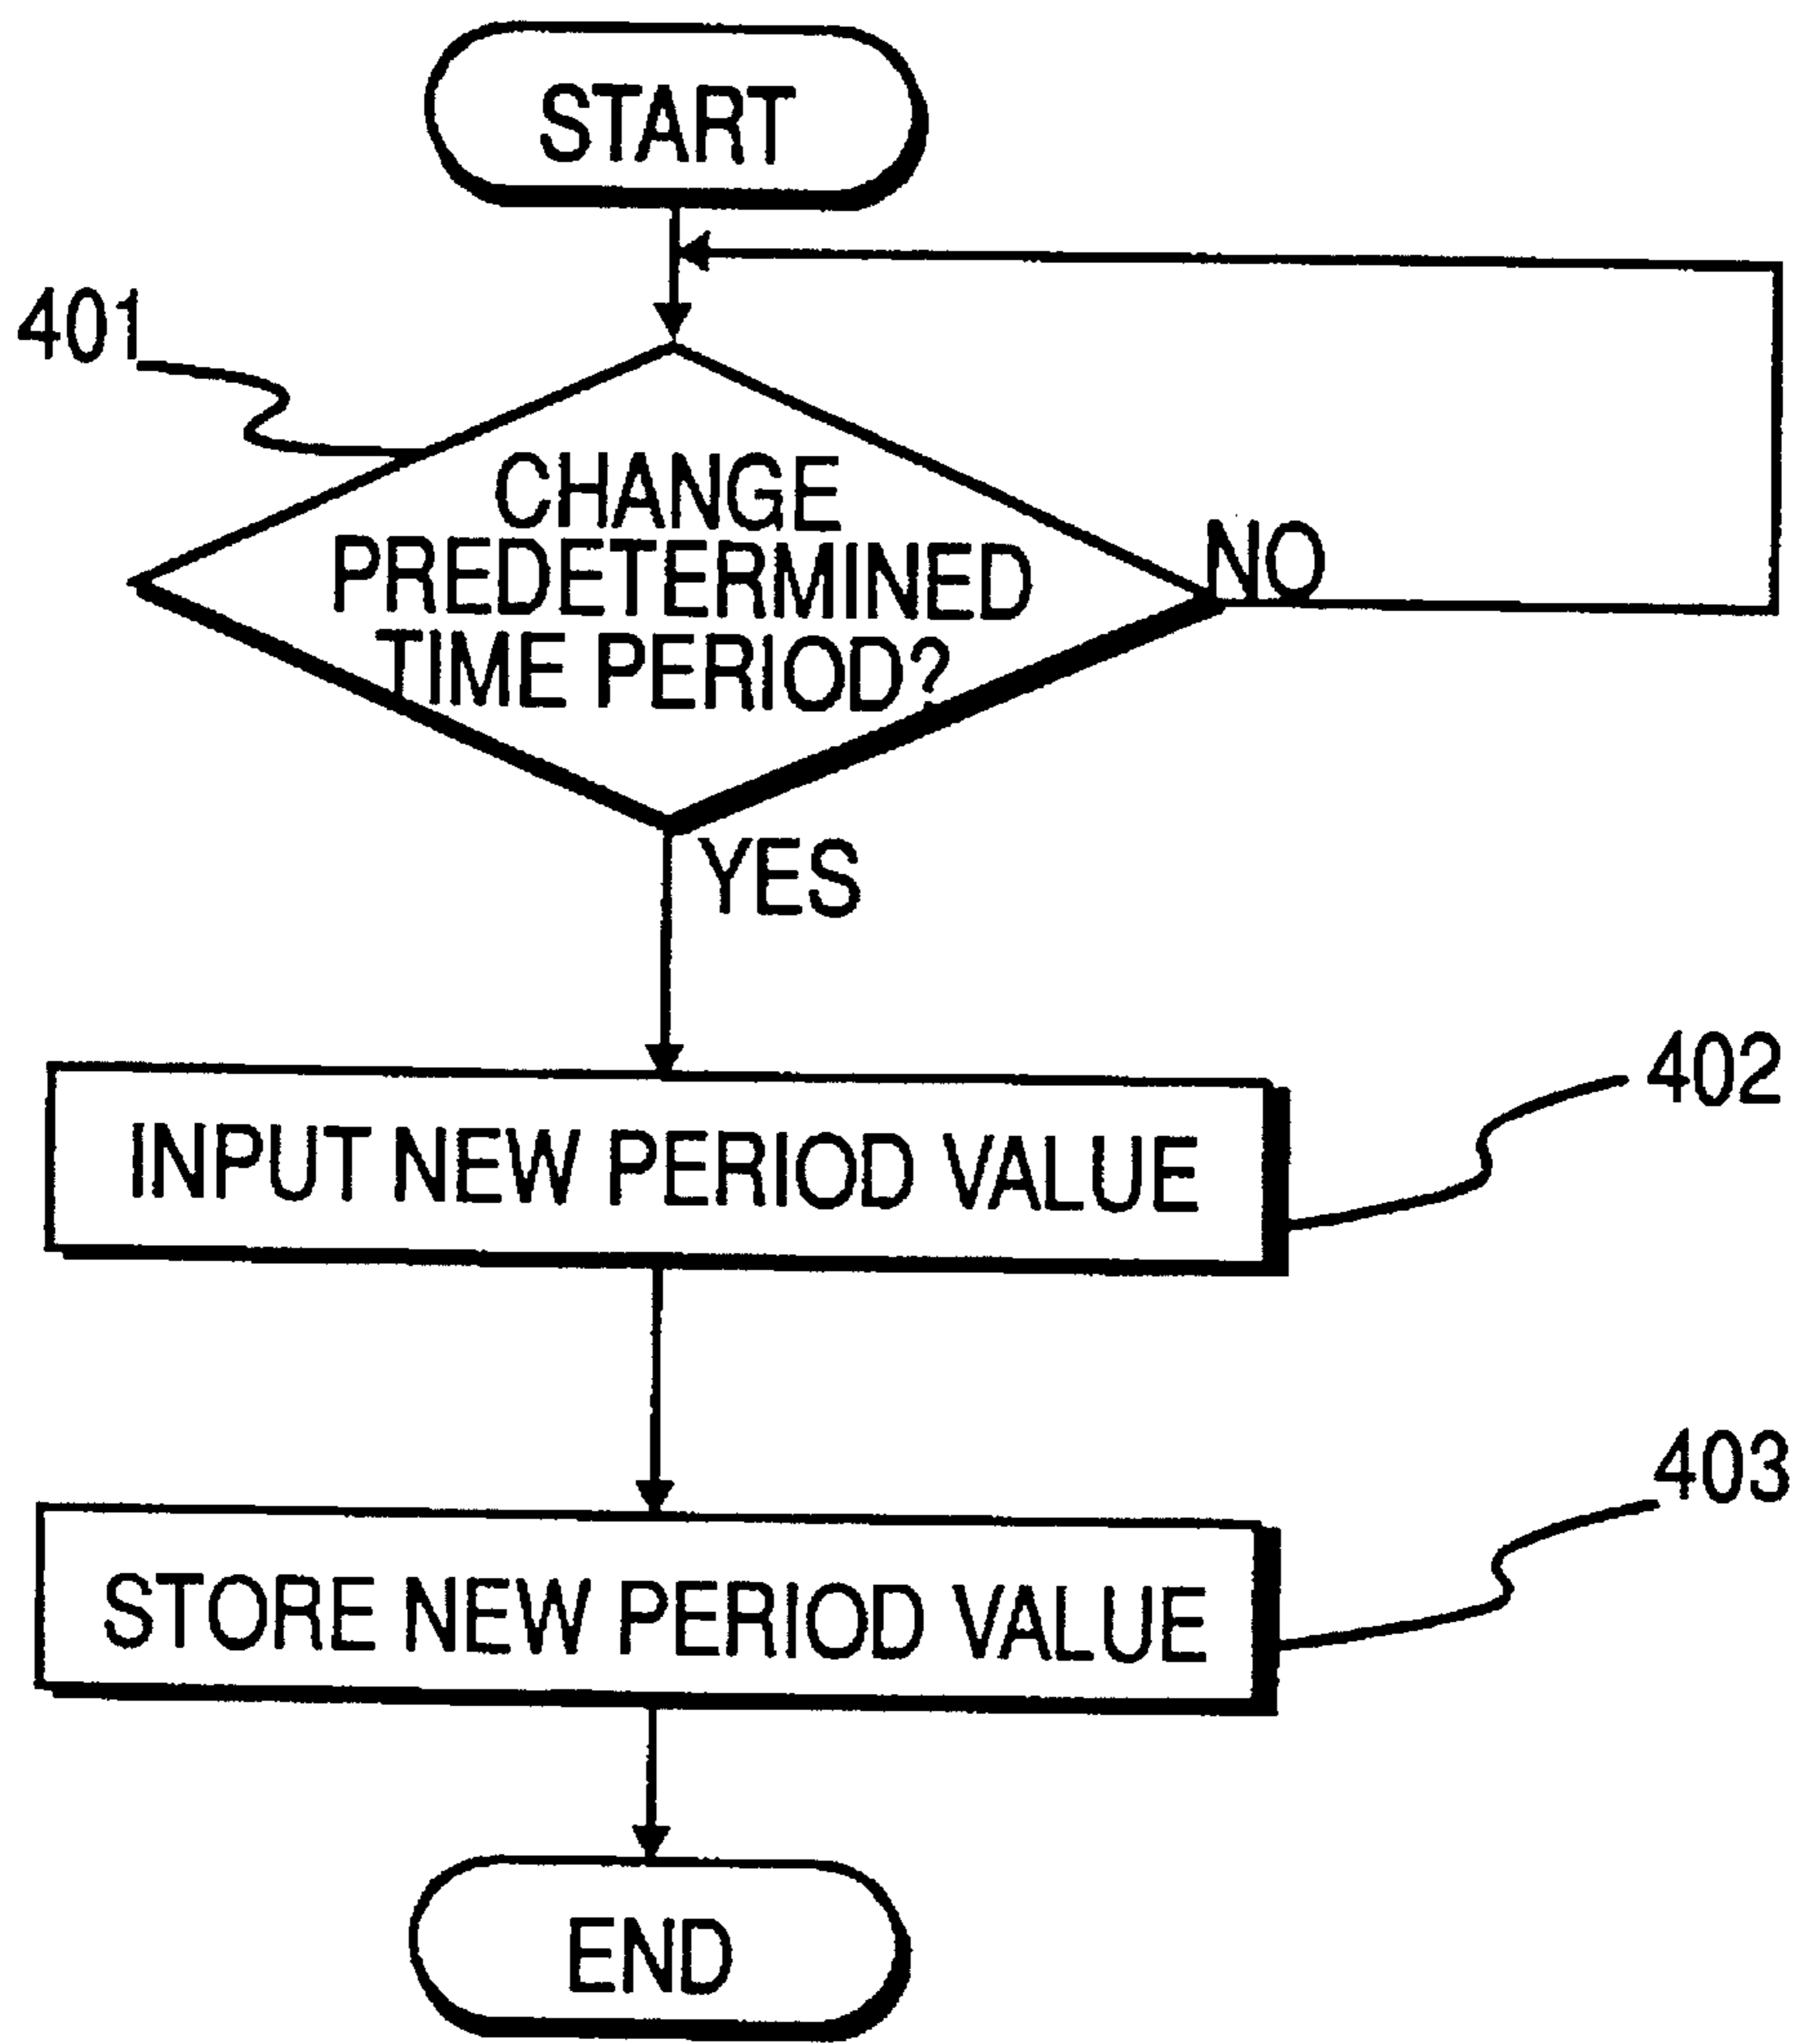 START
401
CHANGE
PREDETERMINED
TIME PERIOD?
NO
YES
402
INPUT NEW PERIOD VALUE
403
STORE NEW PERIOD VALUE
END